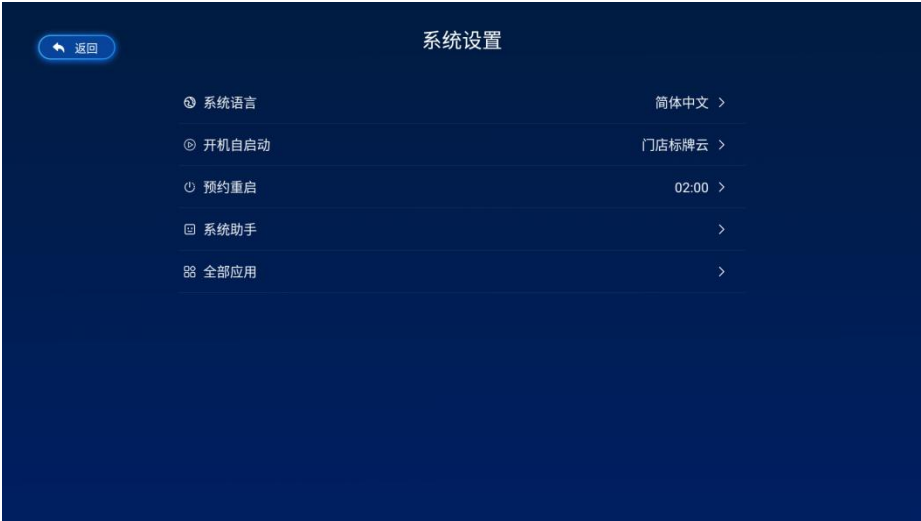 返回
系统设置
系统语言 简体中文
开机自启动 门店标牌云
预约重启 02:00
系统助手
全部应用